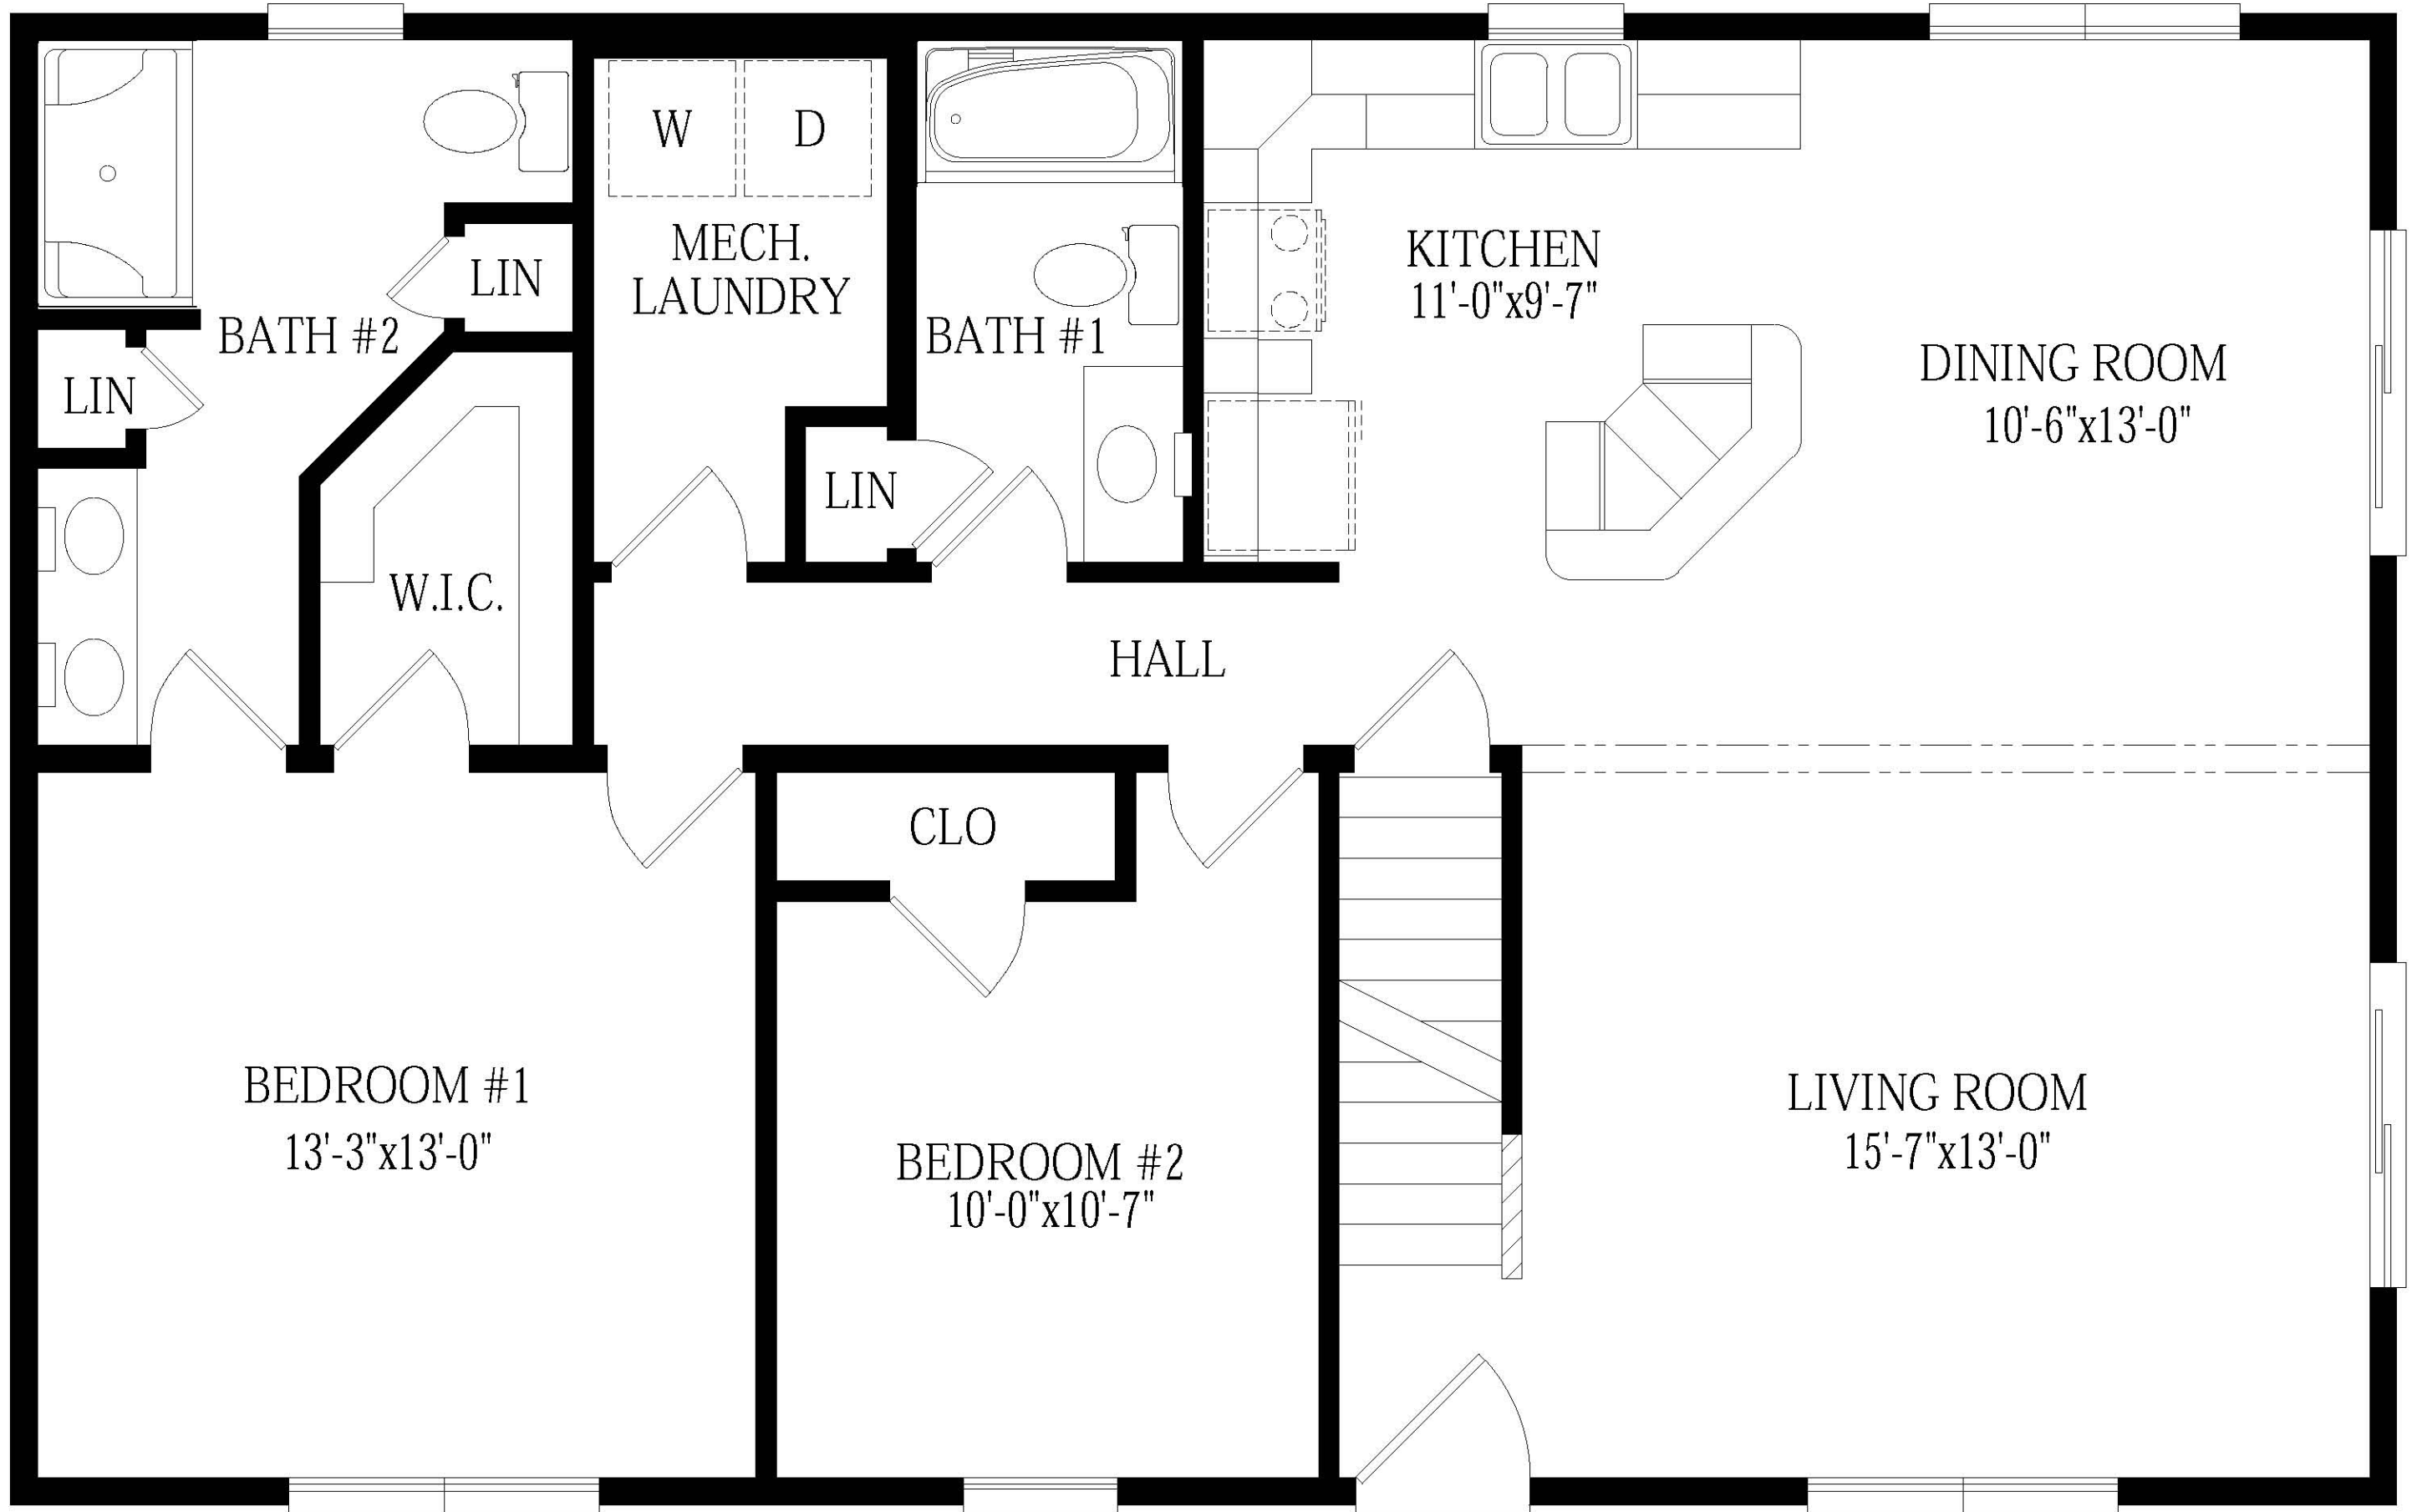 W D
MECH.
LAUNDRY
LIN
BATH #2
LIN
BATH #1
LIN
KITCHEN
11'-0"x9'-7"
DINING ROOM
10'-6"x13'-0"
W.I.C.
HALL
CLO
BEDROOM #1
13'-3"x13'-0"
BEDROOM #2
10'-0"x10'-7"
LIVING ROOM
15'-7"x13'-0"